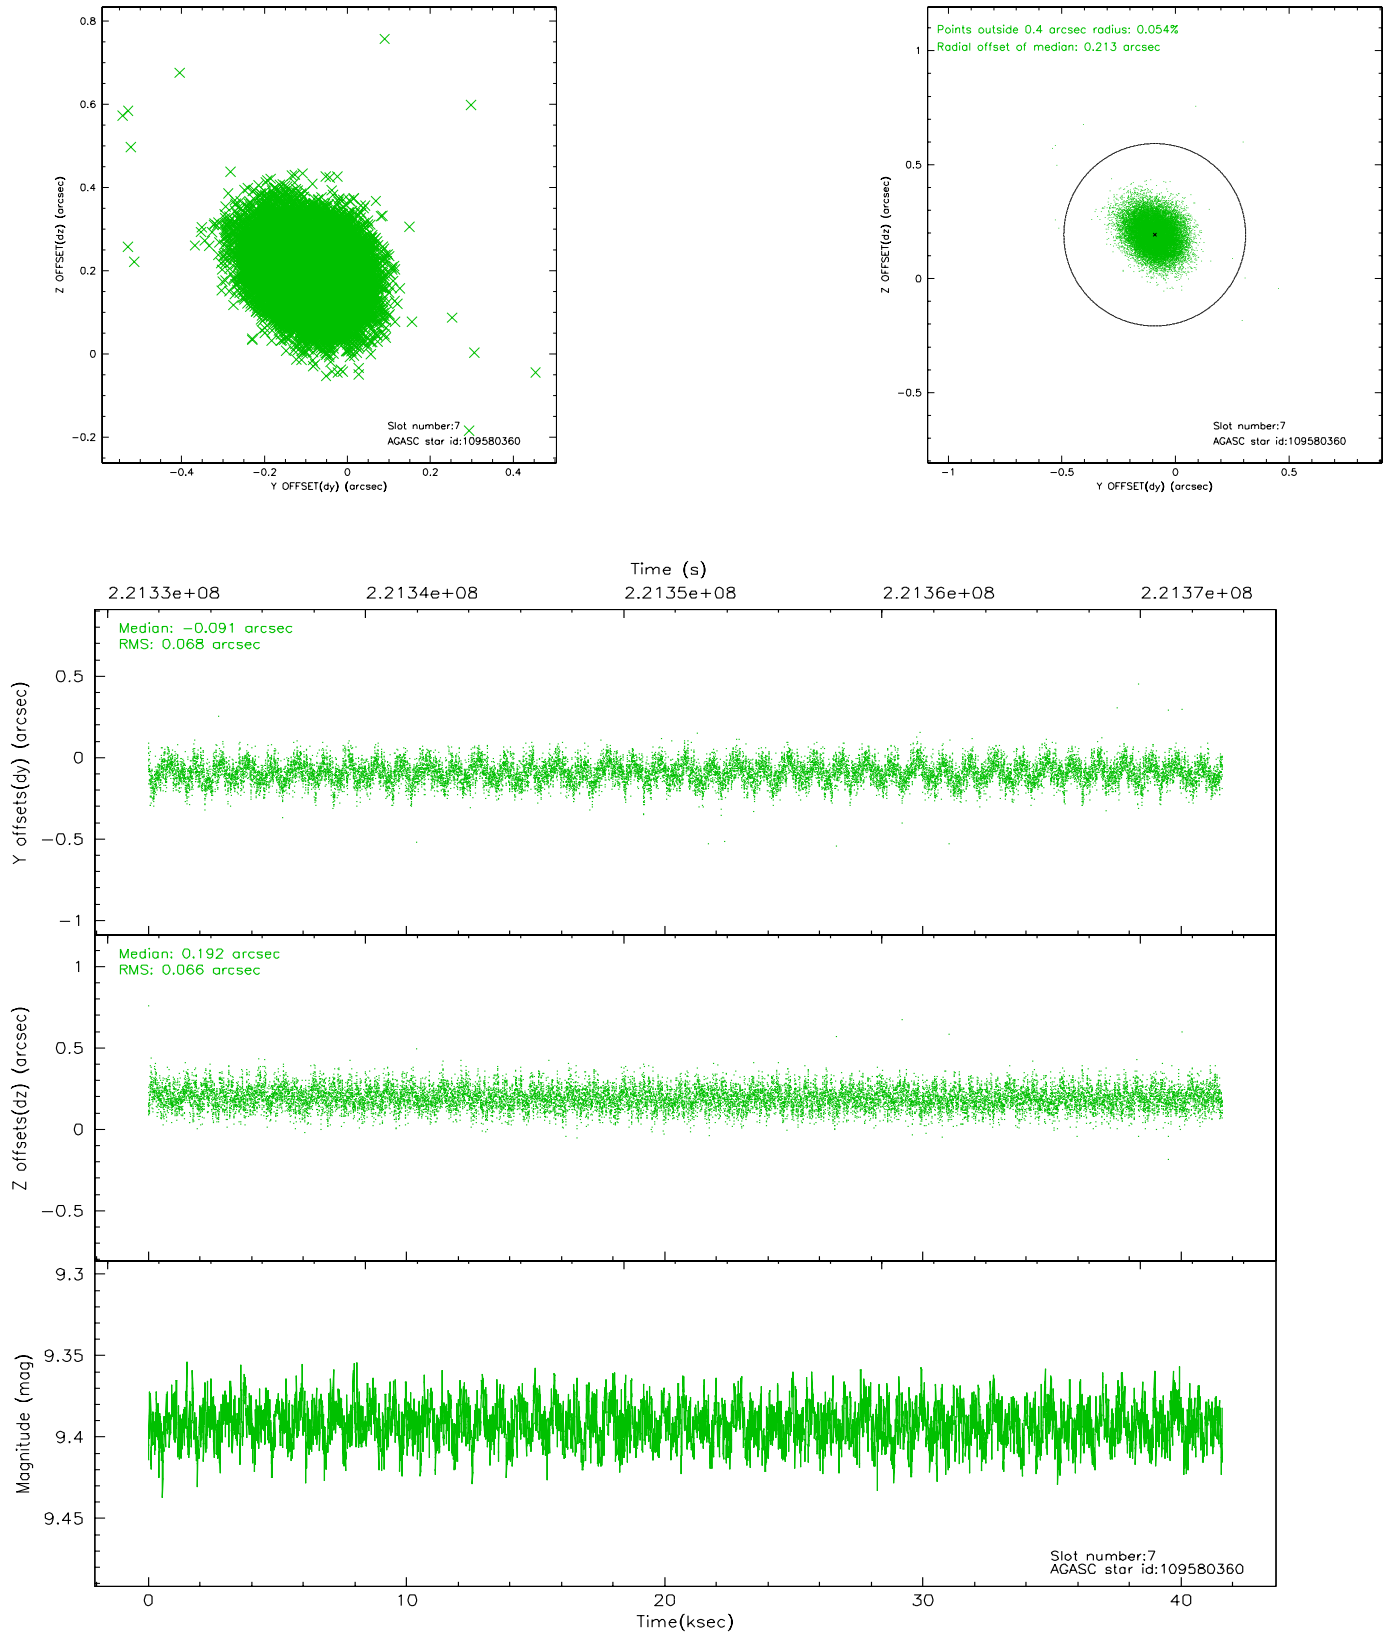 0.8
0.6
0.4
0.2
0
−0.2
Z OFFSET(dz) (arcsec)
Slot number:7
AGASC star id:109580360
−0.4 −0.2 0 0.2 0.4
Y OFFSET(dy) (arcsec)
Points outside 0.4 arcsec radius: 0.054%
Radial offset of median: 0.213 arcsec
1
0.5
0
−0.5
Z OFFSET(dz) (arcsec)
Slot number:7
AGASC star id:109580360
−1 −0.5 0 0.5
Y OFFSET(dy) (arcsec)
Time (s)
2.2133e+08 2.2134e+08 2.2135e+08 2.2136e+08 2.2137e+08
Median: −0.091 arcsec
RMS: 0.068 arcsec
0.5
0
−0.5
−1
Y offsets(dy) (arcsec)
Median: 0.192 arcsec
RMS: 0.066 arcsec
1
0.5
0
−0.5
Z offsets(dz) (arcsec)
9.3
9.35
9.4
9.45
Magnitude (mag)
Slot number:7
AGASC star id:109580360
0 10 20 30 40
Time(ksec)